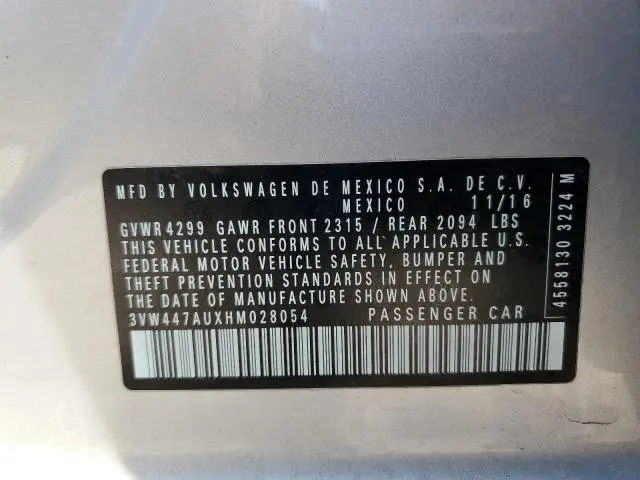 MFD BY VOLKSWAGEN DE MEXICO S.A. DE C.V.
MEXICO 11/16
GVWR 4299 GAWR FRONT 2315 / REAR 2094 LBS
THIS VEHICLE CONFORMS TO ALL APPLICABLE U.S.
FEDERAL MOTOR VEHICLE SAFETY, BUMPER AND
THEFT PREVENTION STANDARDS IN EFFECT ON
THE DATE OF MANUFACTURE SHOWN ABOVE.
3VW447AUXHM028054 PASSENGER CAR
4558130 3224 M